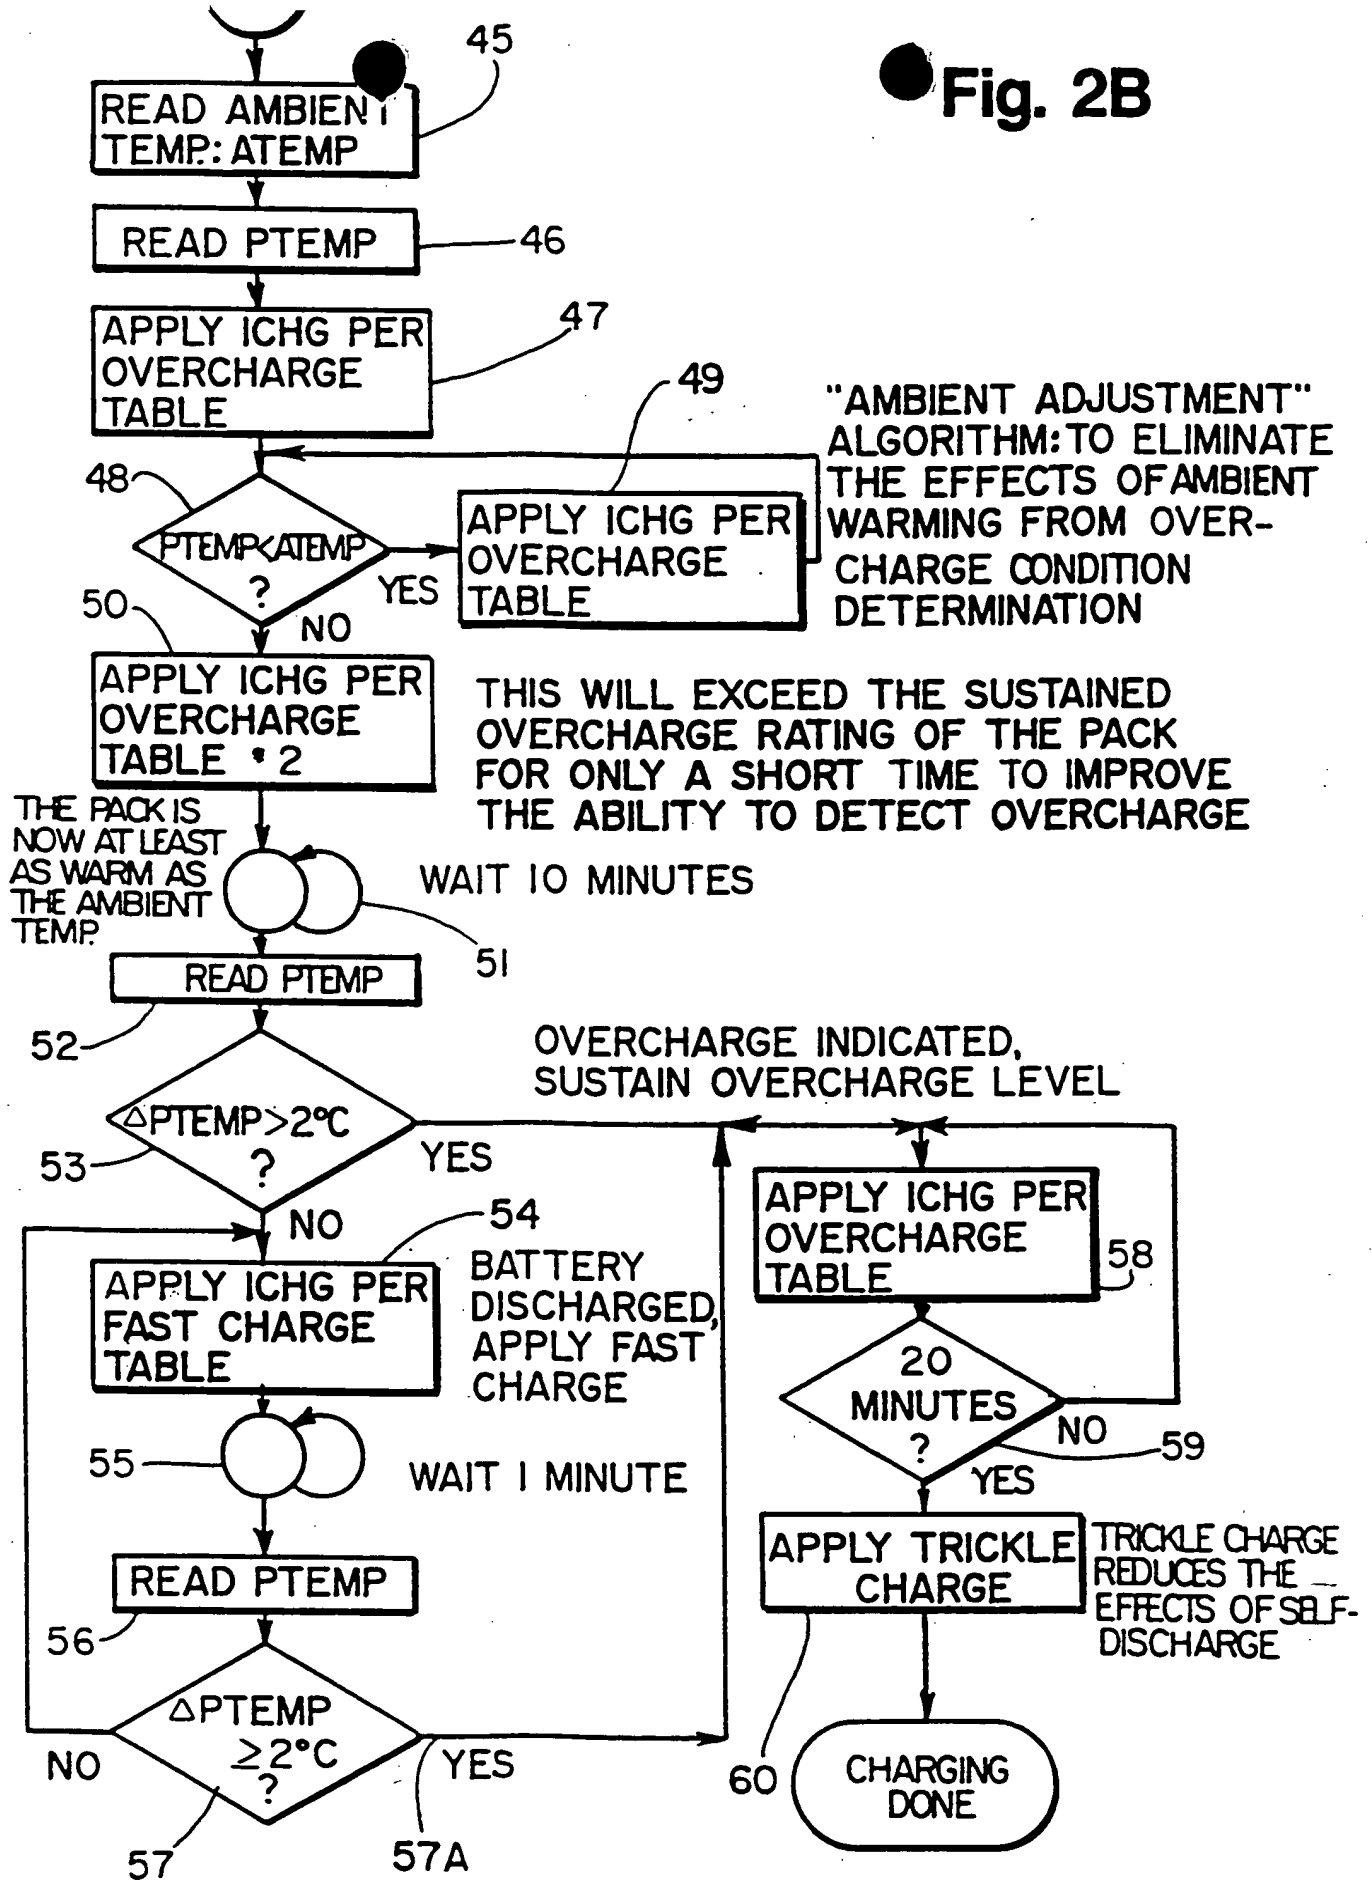 Fig. 2B
45
READ AMBIENT
TEMP.: ATEMP
READ PTEMP
46
47
APPLY ICHG PER
OVERCHARGE
TABLE
49
"AMBIENT ADJUSTMENT"
ALGORITHM: TO ELIMINATE
THE EFFECTS OF AMBIENT
WARMING FROM OVER-
CHARGE CONDITION
DETERMINATION
48
PTEMP<ATEMP
?
YES
NO
APPLY ICHG PER
OVERCHARGE
TABLE
50
APPLY ICHG PER
OVERCHARGE
TABLE * 2
THIS WILL EXCEED THE SUSTAINED
OVERCHARGE RATING OF THE PACK
FOR ONLY A SHORT TIME TO IMPROVE
THE ABILITY TO DETECT OVERCHARGE
THE PACK IS
NOW AT LEAST
AS WARM AS
THE AMBIENT
TEMP.
WAIT 10 MINUTES
51
READ PTEMP
52
OVERCHARGE INDICATED,
SUSTAIN OVERCHARGE LEVEL
△PTEMP>2°C
?
53
YES
NO
54
APPLY ICHG PER
FAST CHARGE
TABLE
BATTERY
DISCHARGED,
APPLY FAST
CHARGE
APPLY ICHG PER
OVERCHARGE
TABLE
58
20
MINUTES
?
NO
59
YES
55
WAIT 1 MINUTE
READ PTEMP
56
APPLY TRICKLE
CHARGE
TRICKLE CHARGE
REDUCES THE
EFFECTS OF SELF-
DISCHARGE
△PTEMP
≥2°C
?
NO
YES
57
57A
60
CHARGING
DONE